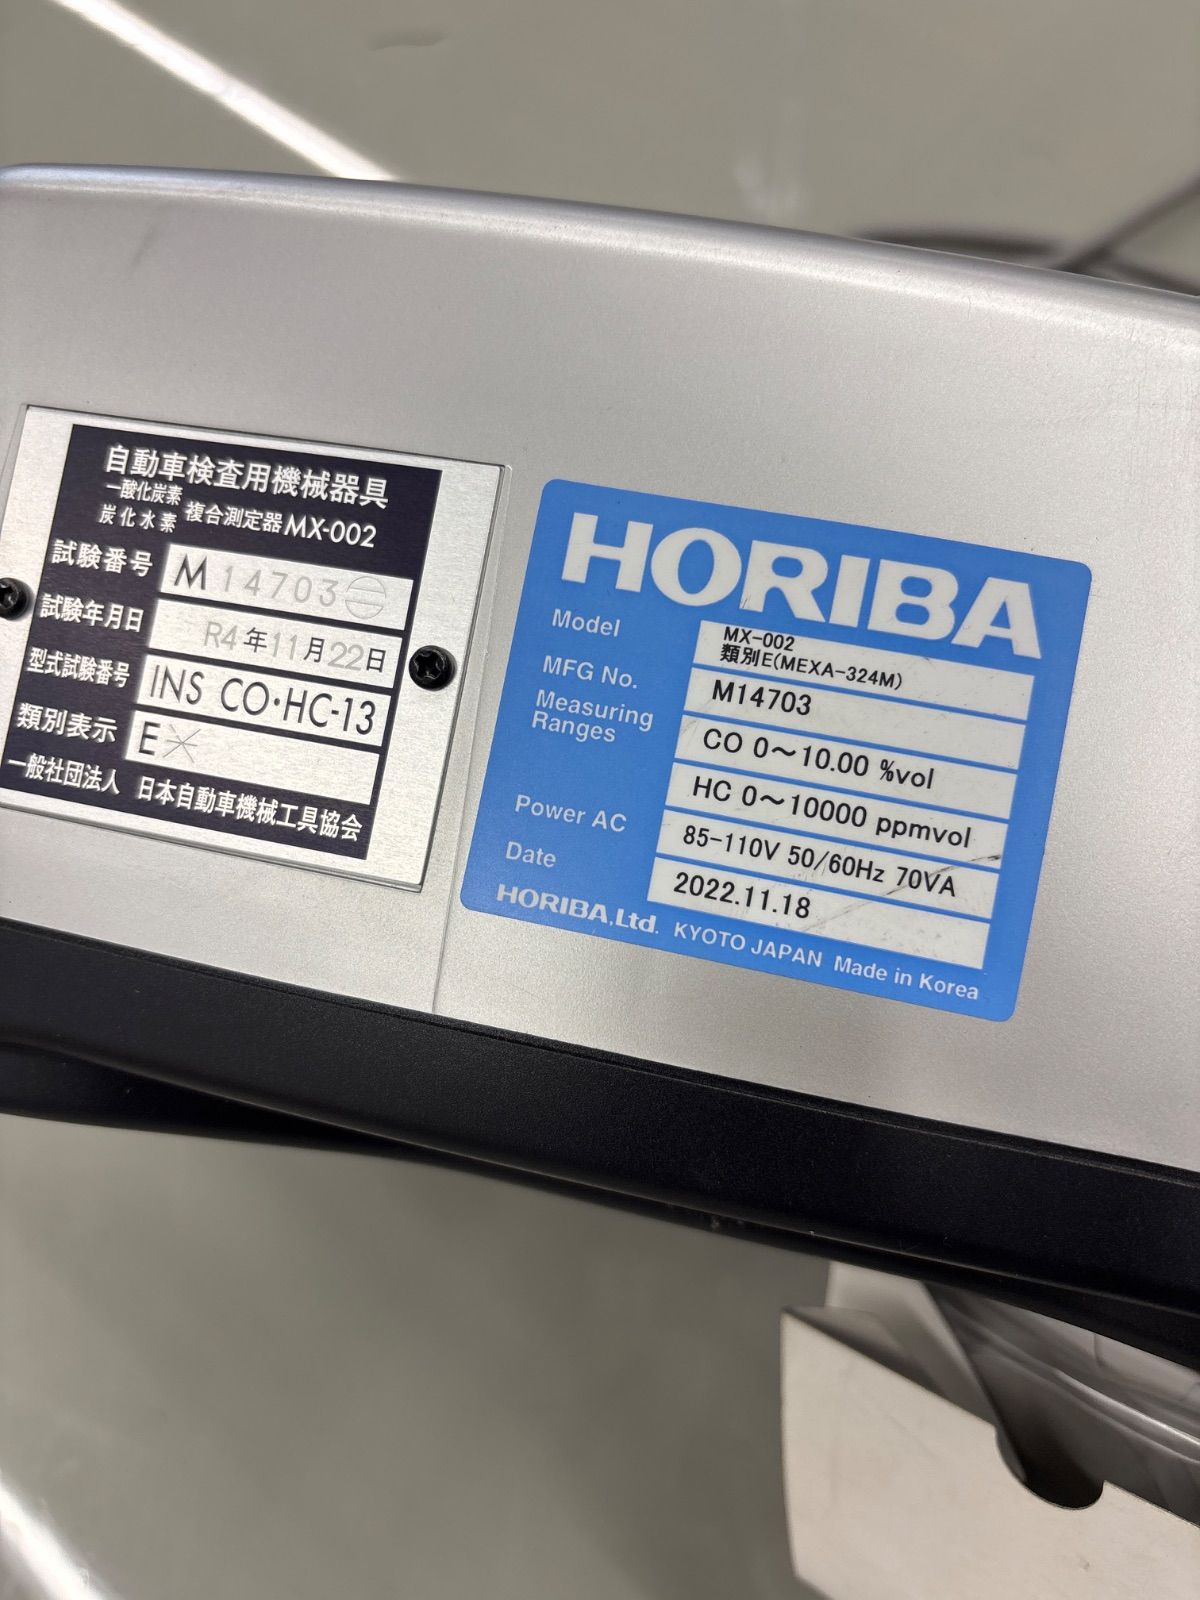 自動車検査用機械器具
一酸化炭素
炭化水素 複合測定器 MX-002
試験番号 M14703
試験年月日 R4年11月22日
型式試験番号 INS CO・HC-13
類別表示 E
一般社団法人 日本自動車機械工具協会
HORIBA
Model MX-002
類別E(MEXA-324M)
MFG No. M14703
Measuring Ranges CO 0～10.00 %vol
HC 0～10000 ppmvol
Power AC 85-110V 50/60Hz 70VA
Date 2022.11.18
HORIBA,Ltd. KYOTO JAPAN Made in Korea